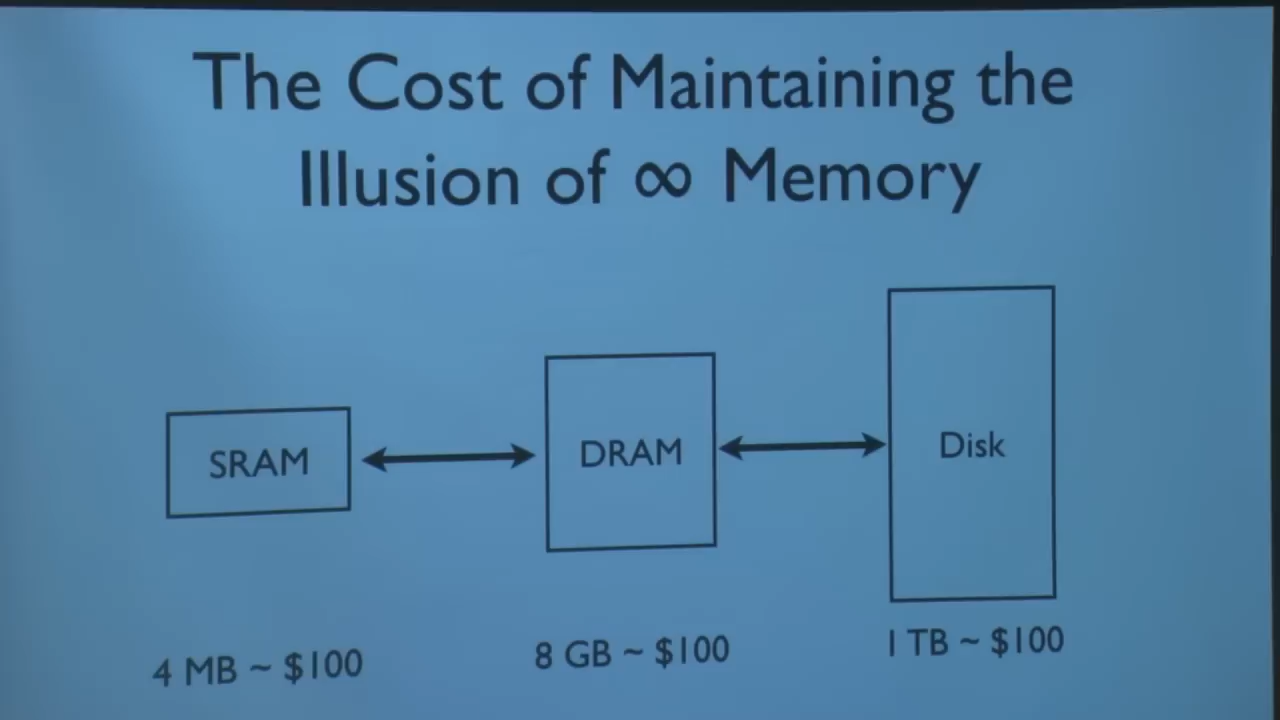 The Cost of Maintaining the
Illusion of ∞ Memory
SRAM
DRAM
Disk
4 MB ~ $100
8 GB ~ $100
1 TB ~ $100